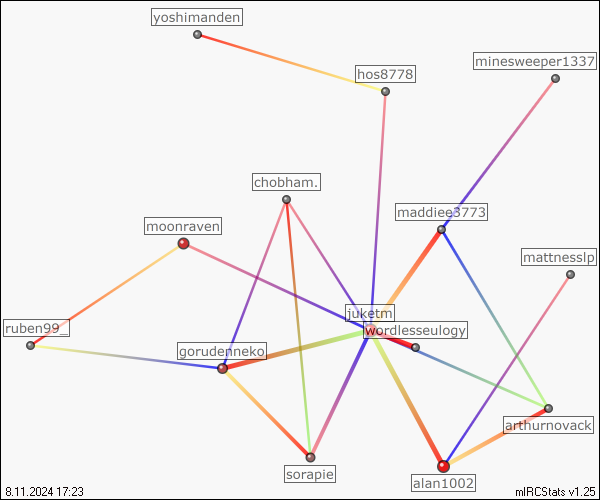 yoshimanden
minesweeper1337
hos8778
chobham.
maddiee3773
moonraven
mattnesslp
juketm
ruben99_
wordlesseulogy
gorudenneko
arthurnovack
sorapie
alan1002
8.11.2024 17:23
mIRCStats v1.25